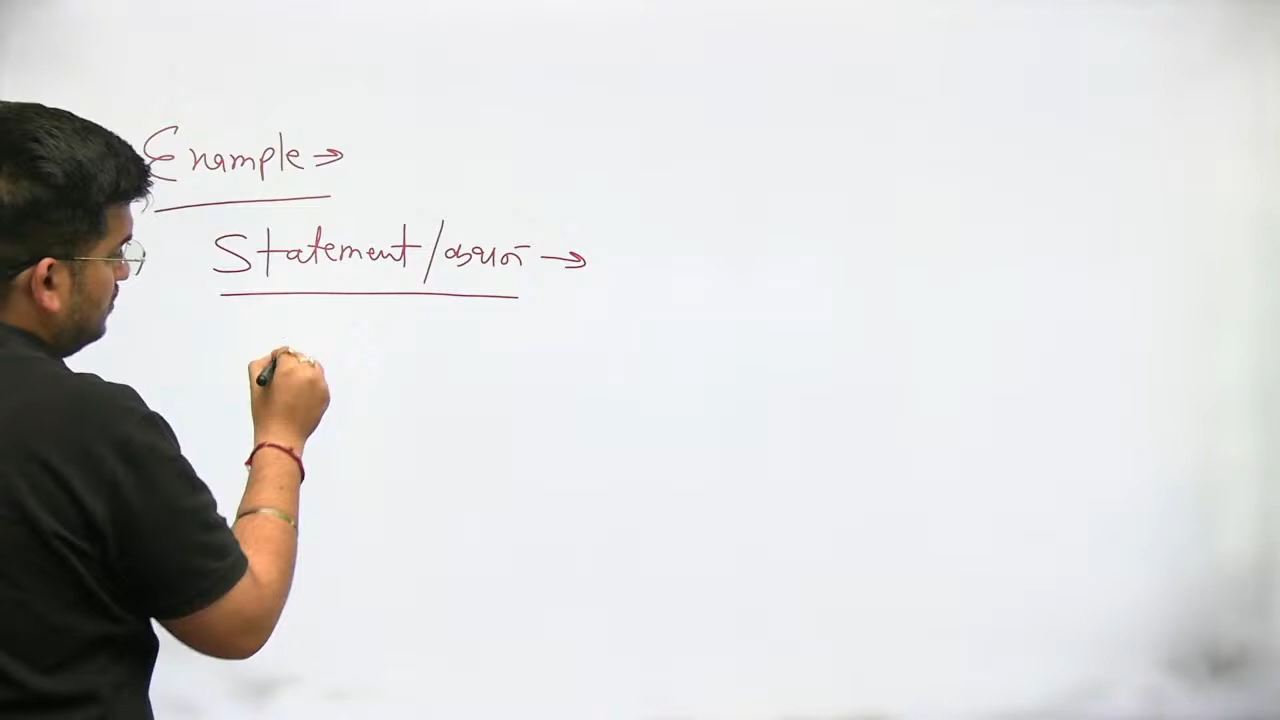 Example →
Statement/कथन →